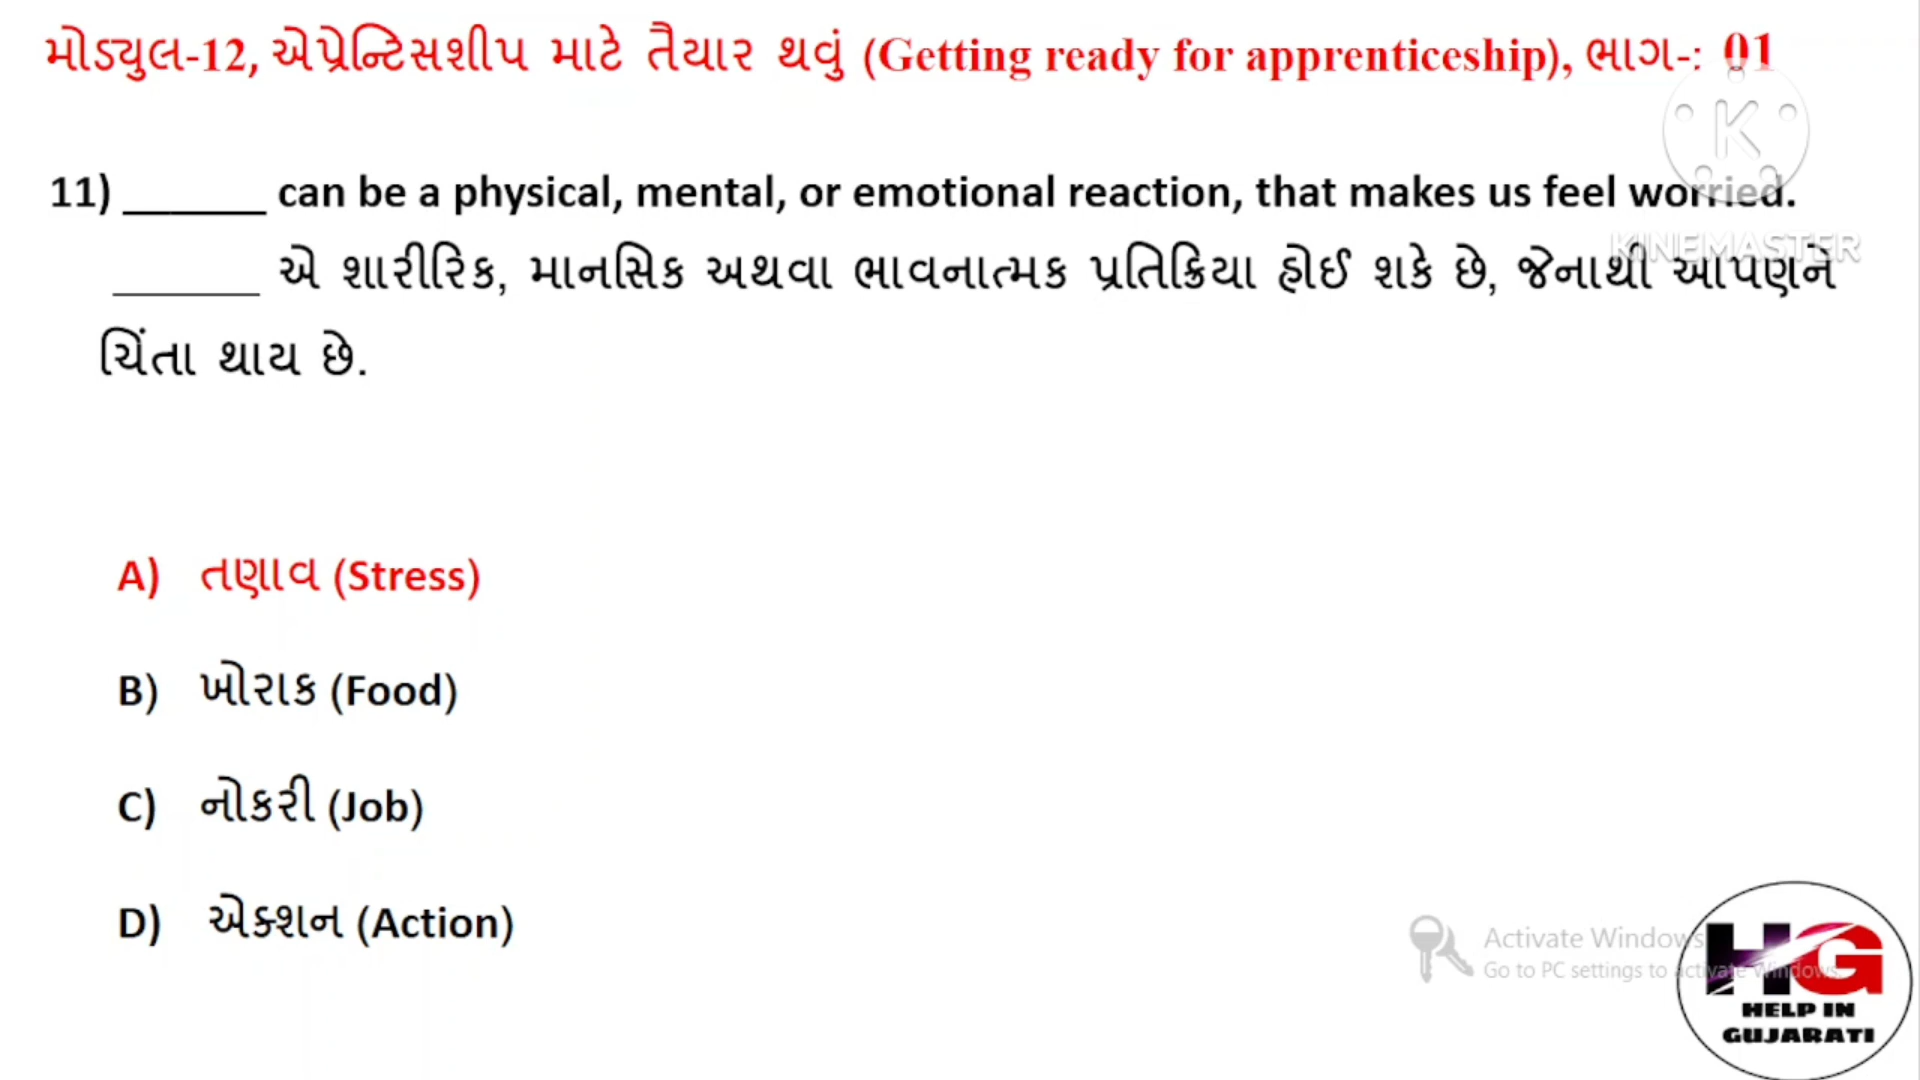 મોડ્યુલ-12, એપ્રેન્ટિસશીપ માટે તૈયાર થવું (Getting ready for apprenticeship), ભાગ-: 01
11) ______ can be a physical, mental, or emotional reaction, that makes us feel worried.
______ એ શારીરિક, માનસિક અથવા ભાવનાત્મક પ્રતિક્રિયા હોઈ શકે છે, જેનાથી આપણને
ચિંતા થાય છે.
K
KINEMASTER
A) તણાવ (Stress)
B) ખોરાક (Food)
C) નોકરી (Job)
D) એક્શન (Action)
Activate Windows
Go to PC settings to activate Windows.
HG
HELP IN
GUJARATI